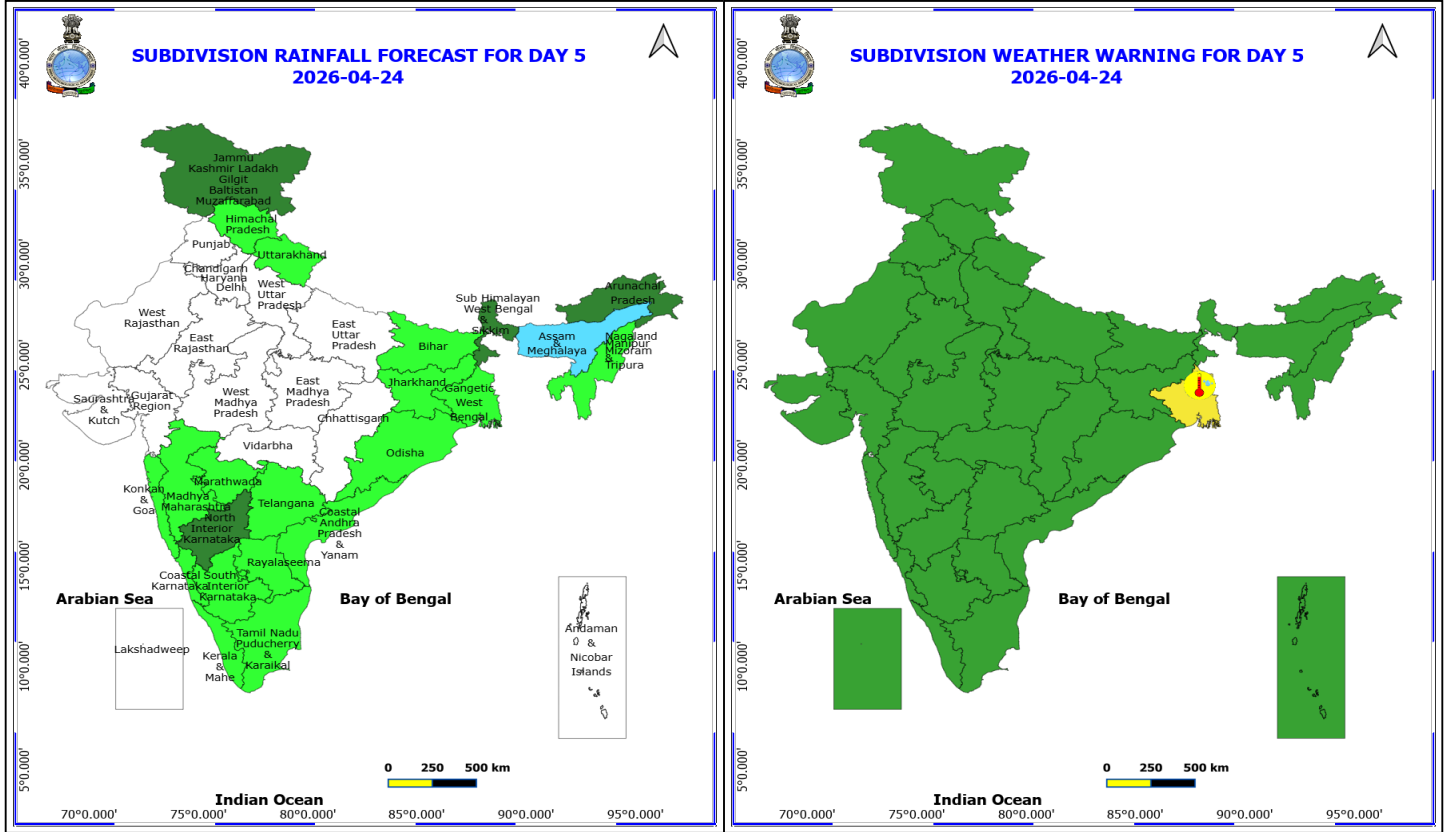 SUBDIVISION RAINFALL FORECAST FOR DAY 5
2026-04-24
40°0.000'
35°0.000'
30°0.000'
25°0.000'
20°0.000'
15°0.000'
10°0.000'
5°0.000'
Jammu
Kashmir Ladakh
Gilgit
Baltistan
Muzaffarabad
Himachal
Pradesh
Punjab
Uttarakhand
Chandigarh
Haryana
Delhi
West
Uttar
Pradesh
West
Rajasthan
East
Rajasthan
East
Uttar
Pradesh
Sub Himalayan
West Bengal
&
Sikkim
Arunachal
Pradesh
Assam
&
Meghalaya
Nagaland
Manipur
Mizoram
&
Tripura
Bihar
Jharkhand
Gangetic
West
Bengal
Saurashtra
&
Kutch
Gujarat
Region
West
Madhya
Pradesh
East
Madhya
Pradesh
Chhattisgarh
Vidarbha
Odisha
Konkan
&
Goa
Madhya
Maharashtra
Marathwada
Telangana
North
Interior
Karnataka
Coastal
Andhra
Pradesh
&
Yanam
Rayalaseema
Coastal
Karnataka
South
Interior
Karnataka
Tamil Nadu
Puducherry
&
Karaikal
Kerala
&
Mahe
Arabian Sea
Bay of Bengal
Lakshadweep
Andaman
&
Nicobar
Islands
0 250 500 km
Indian Ocean
70°0.000' 75°0.000' 80°0.000' 85°0.000' 90°0.000' 95°0.000'
SUBDIVISION WEATHER WARNING FOR DAY 5
2026-04-24
40°0.000'
35°0.000'
30°0.000'
25°0.000'
20°0.000'
15°0.000'
10°0.000'
5°0.000'
Arabian Sea
Bay of Bengal
0 250 500 km
Indian Ocean
70°0.000' 75°0.000' 80°0.000' 85°0.000' 90°0.000' 95°0.000'